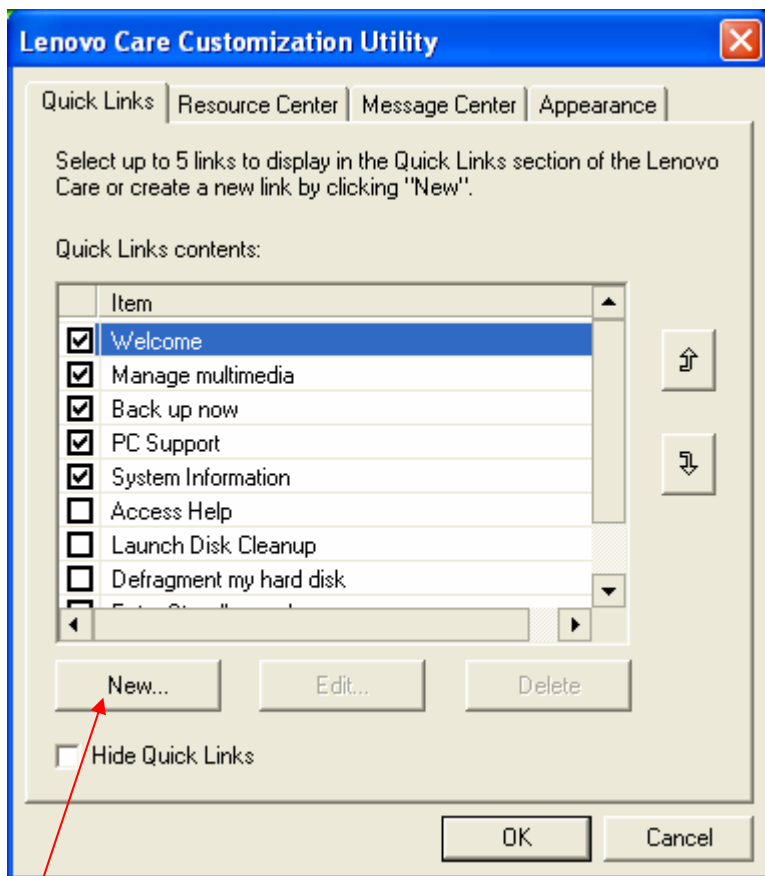 Lenovo Care Customization Utility
Quick Links
Resource Center
Message Center
Appearance
Select up to 5 links to display in the Quick Links section of the Lenovo
Care or create a new link by clicking "New".
Quick Links contents:
Item
Welcome
Manage multimedia
Back up now
PC Support
System Information
Access Help
Launch Disk Cleanup
Defragment my hard disk
New...
Edit...
Delete
Hide Quick Links
OK
Cancel